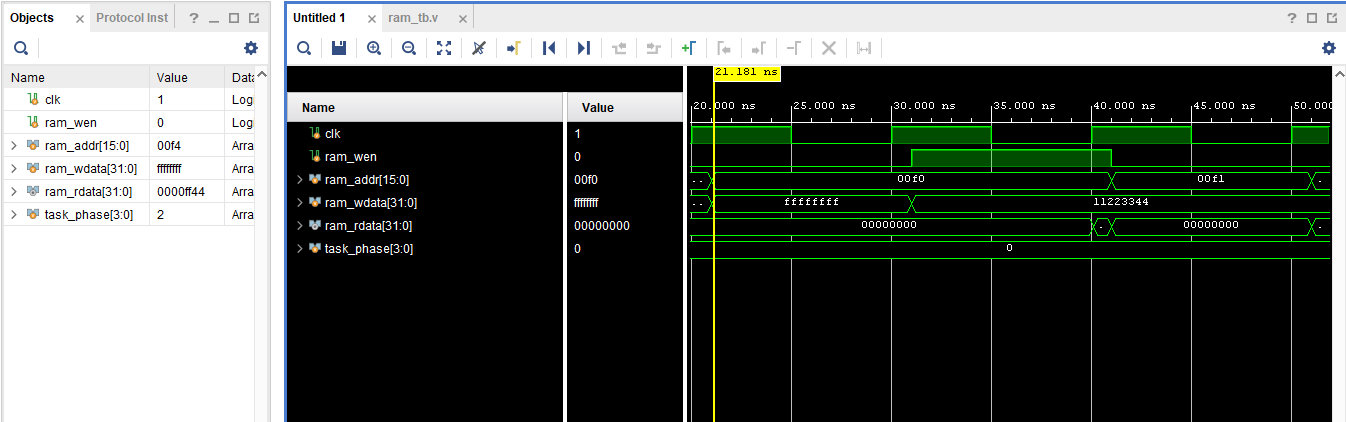 Objects × Protocol Inst ? _
Name Value Data
clk 1 Log
ram_wen 0 Log
ram_addr[15:0] 00f4 Arra
ram_wdata[31:0] ffffffff Arra
ram_rdata[31:0] 0000ff44 Arra
task_phase[3:0] 2 Arra
Untitled 1 × ram_tb.v × ?
21.181 ns
Name Value 20.000 ns 25.000 ns 30.000 ns 35.000 ns 40.000 ns 45.000 ns 50.000
clk 1
ram_wen 0
ram_addr[15:0] 00f0 .. 00f0 00f1 .
ram_wdata[31:0] ffffffff .. ffffffff 11223344
ram_rdata[31:0] 00000000 00000000 . 00000000 .
task_phase[3:0] 0 0